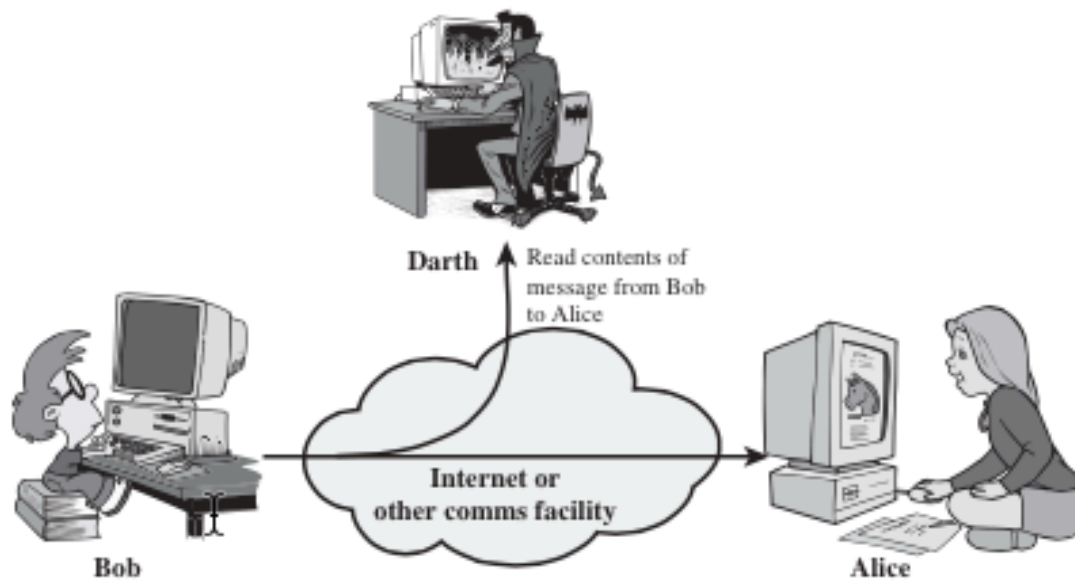 Darth
Read contents of
message from Bob
to Alice
Internet or
other comms facility
Bob
Alice